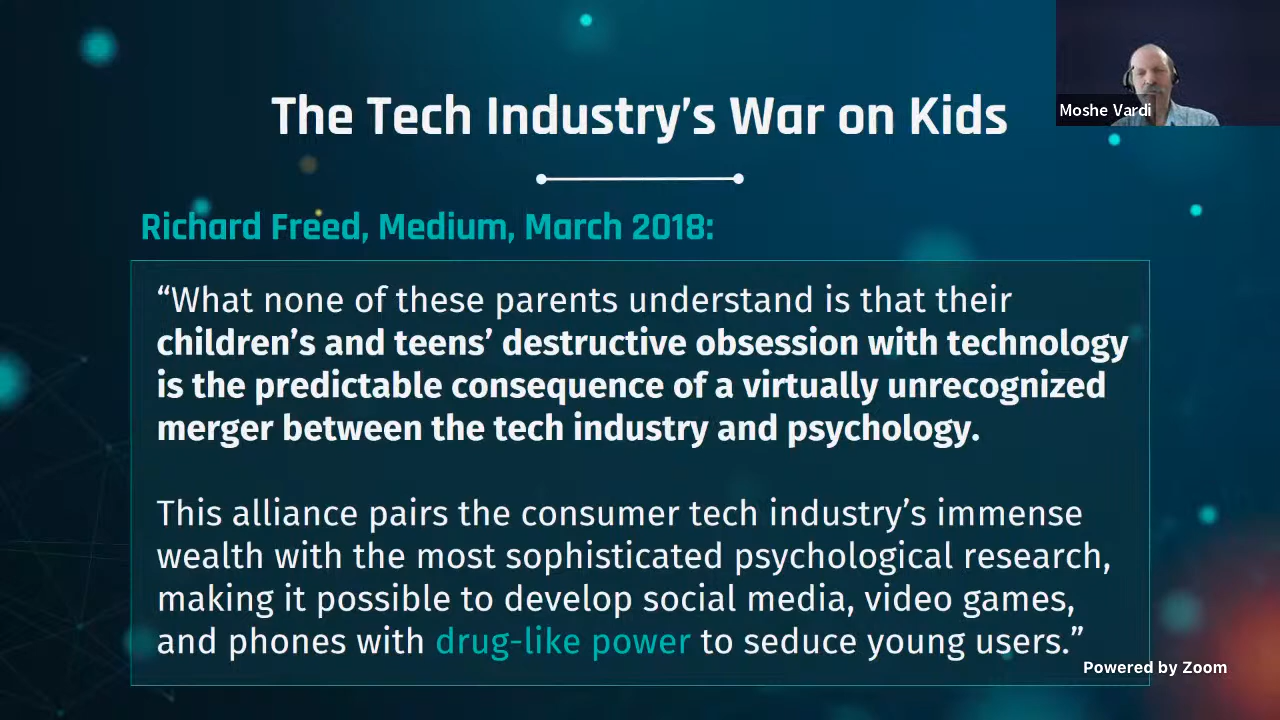 The Tech Industry’s War on Kids
Moshe Vardi
Richard Freed, Medium, March 2018:
“What none of these parents understand is that their
children’s and teens’ destructive obsession with technology
is the predictable consequence of a virtually unrecognized
merger between the tech industry and psychology.
This alliance pairs the consumer tech industry’s immense
wealth with the most sophisticated psychological research,
making it possible to develop social media, video games,
and phones with drug-like power to seduce young users.”
Powered by Zoom